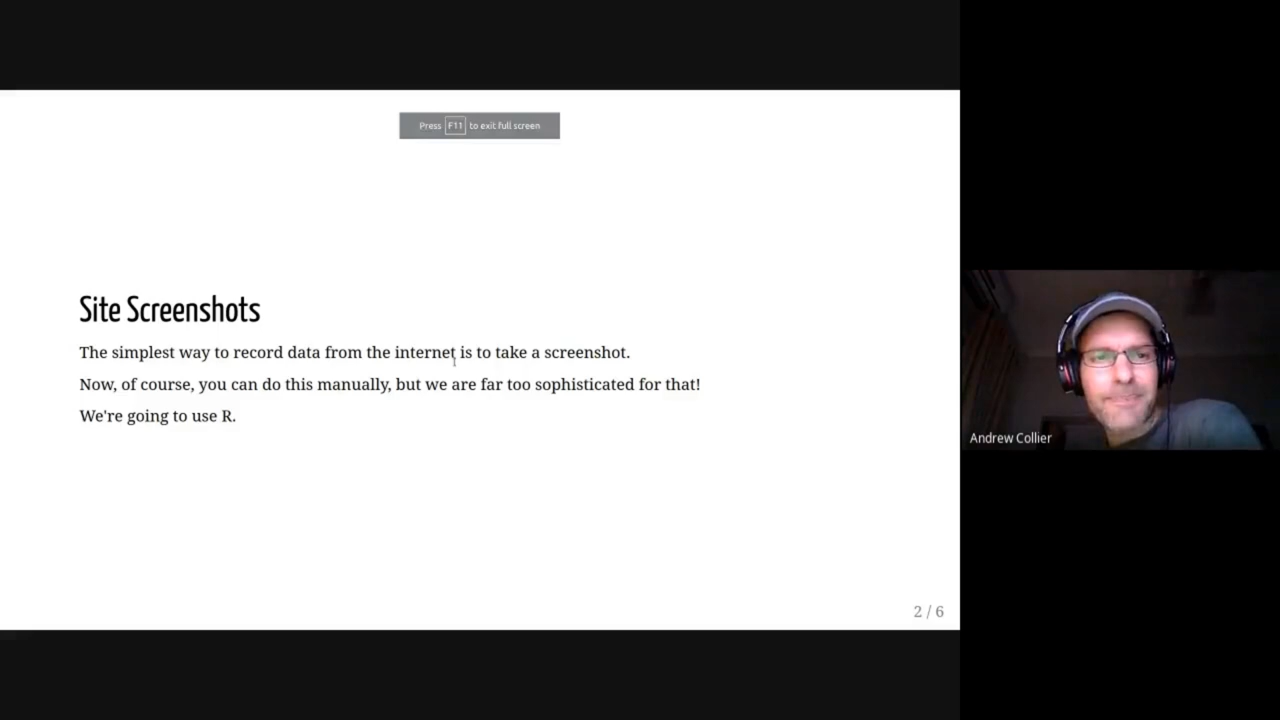 Press F11 to exit full screen
Site Screenshots
The simplest way to record data from the internet is to take a screenshot.
Now, of course, you can do this manually, but we are far too sophisticated for that!
We're going to use R.
Andrew Collier
2 / 6